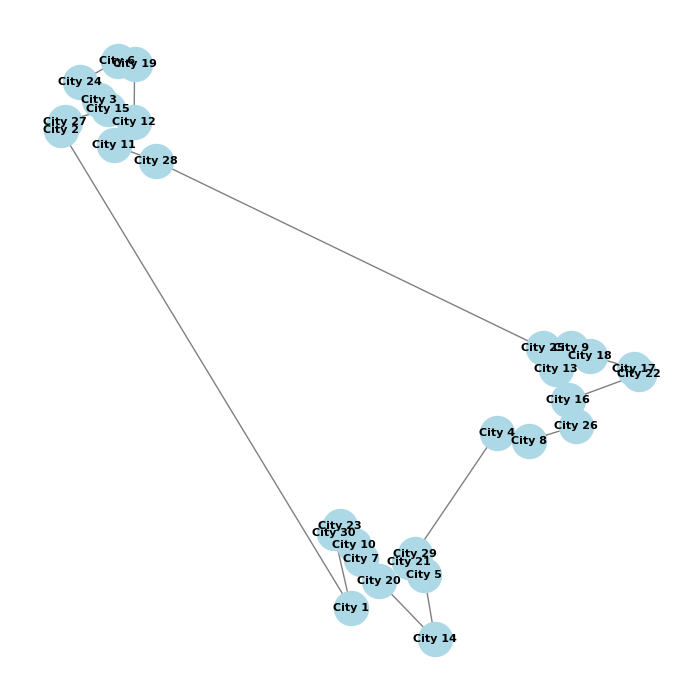 City 6
City 19
City 24
City 3
City 15
City 27
City 12
City 2
City 11
City 28
City 25
City 9
City 18
City 13
City 17
City 22
City 16
City 26
City 4
City 8
City 23
City 30
City 10
City 29
City 7
City 21
City 5
City 20
City 1
City 14